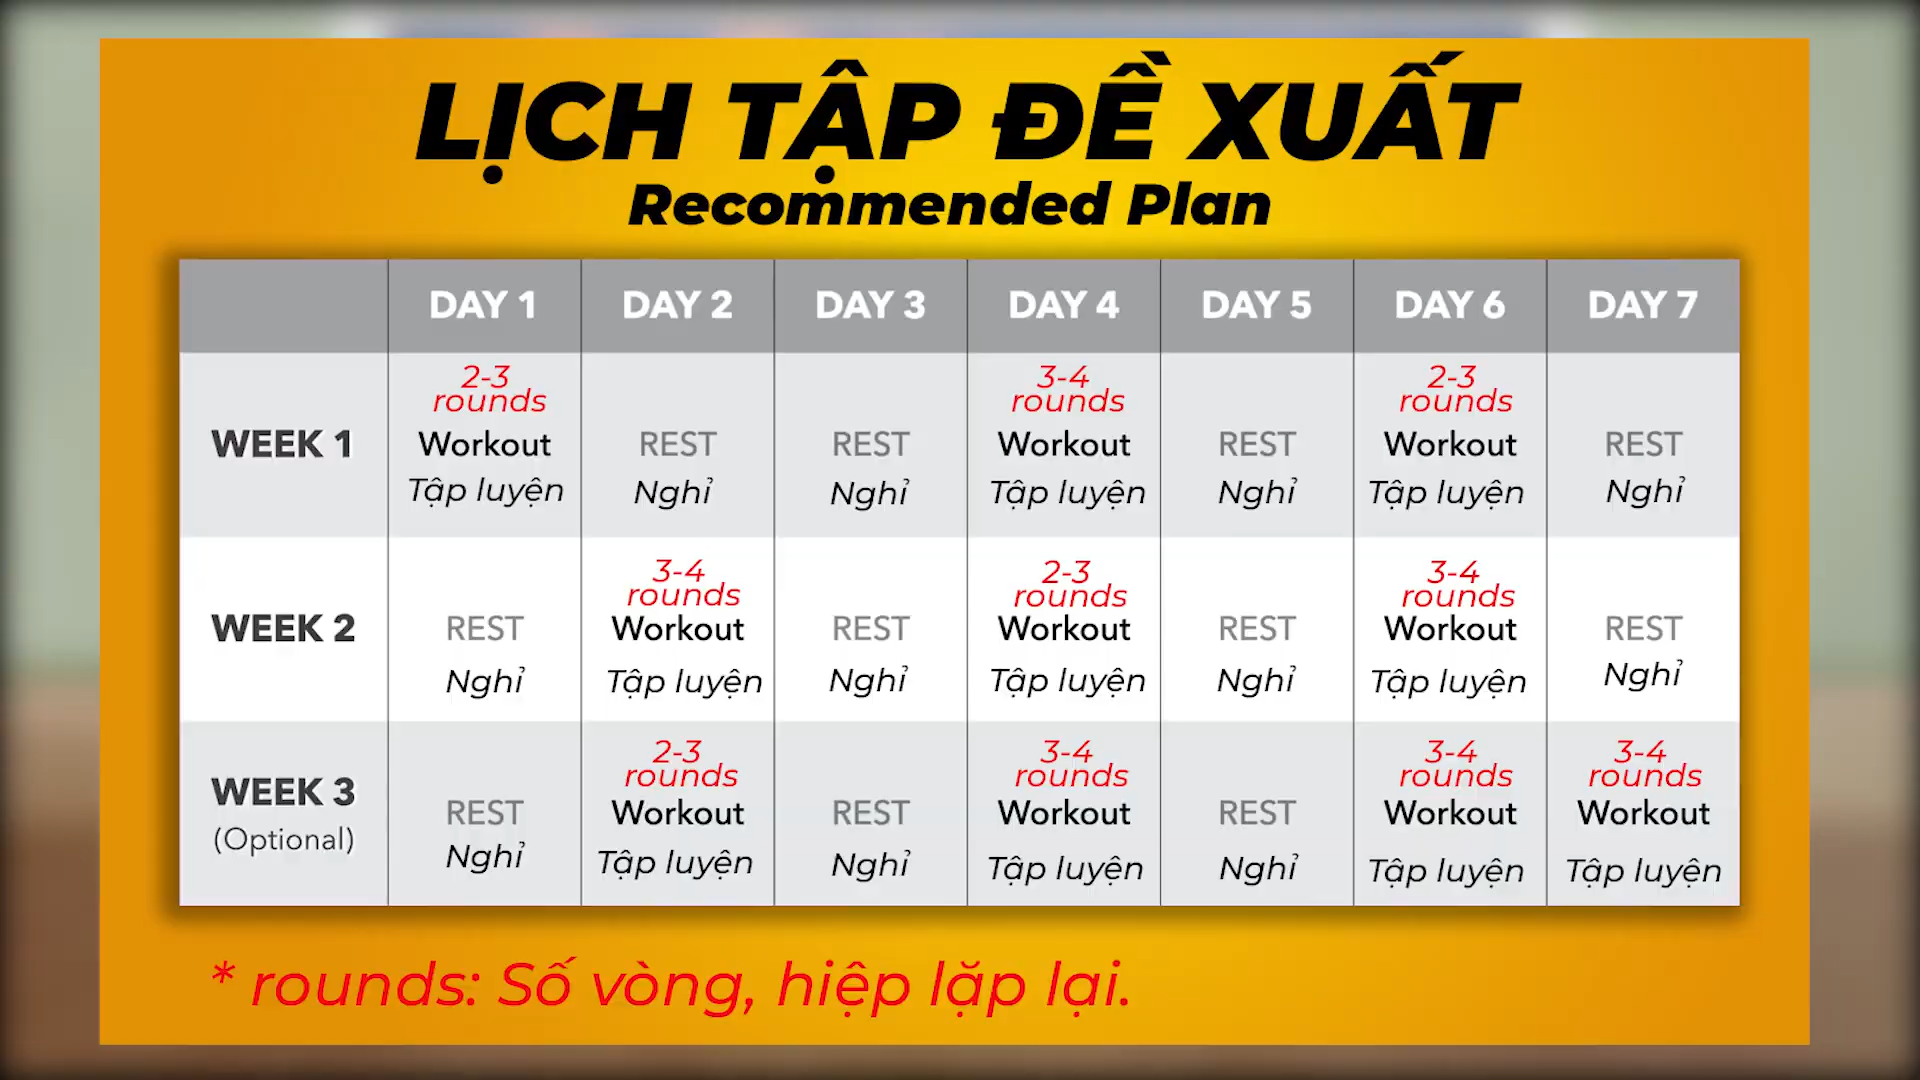 LỊCH TẬP ĐỀ XUẤT
Recommended Plan
DAY 1 DAY 2 DAY 3 DAY 4 DAY 5 DAY 6 DAY 7
WEEK 1
2-3
rounds
Workout
Tập luyện
REST
Nghỉ
REST
Nghỉ
3-4
rounds
Workout
Tập luyện
REST
Nghỉ
2-3
rounds
Workout
Tập luyện
REST
Nghỉ
WEEK 2
REST
Nghỉ
3-4
rounds
Workout
Tập luyện
REST
Nghỉ
2-3
rounds
Workout
Tập luyện
REST
Nghỉ
3-4
rounds
Workout
Tập luyện
REST
Nghỉ
WEEK 3
(Optional)
REST
Nghỉ
2-3
rounds
Workout
Tập luyện
REST
Nghỉ
3-4
rounds
Workout
Tập luyện
REST
Nghỉ
3-4
rounds
Workout
Tập luyện
3-4
rounds
Workout
Tập luyện
* rounds: Số vòng, hiệp lặp lại.